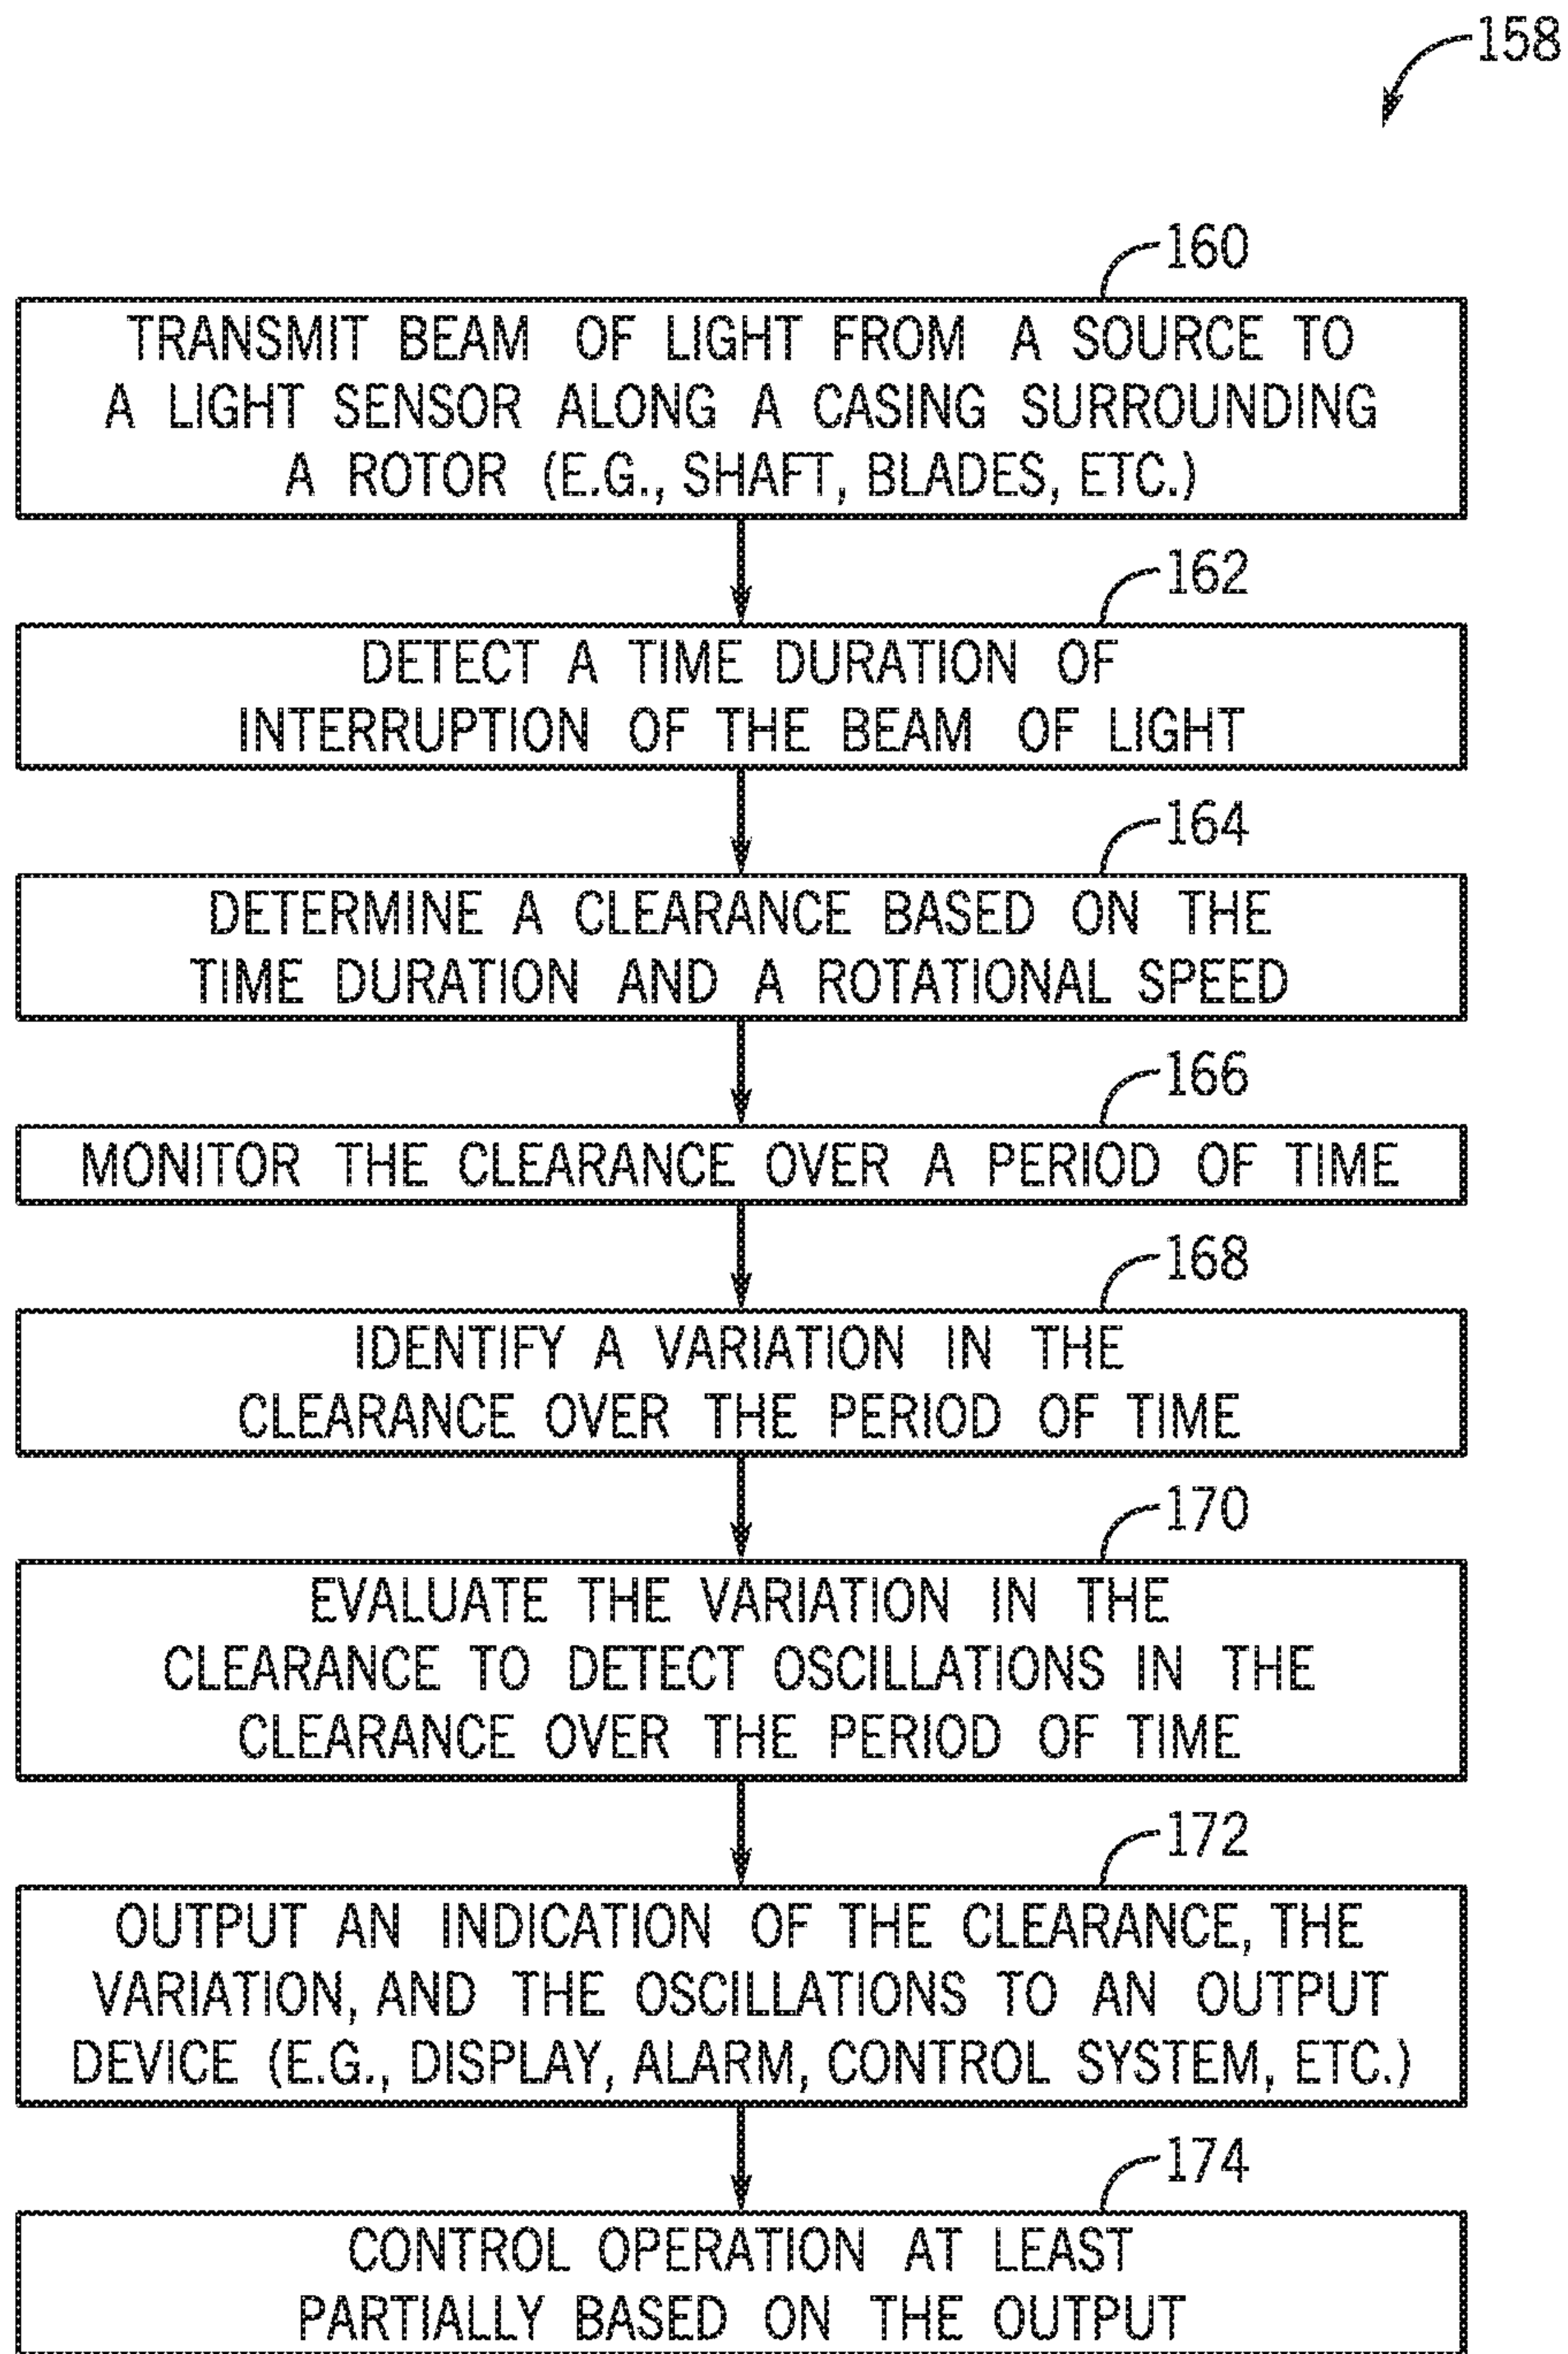 158
160
TRANSMIT BEAM OF LIGHT FROM A SOURCE TO
A LIGHT SENSOR ALONG A CASING SURROUNDING
A ROTOR (E.G., SHAFT, BLADES, ETC.)
162
DETECT A TIME DURATION OF
INTERRUPTION OF THE BEAM OF LIGHT
164
DETERMINE A CLEARANCE BASED ON THE
TIME DURATION AND A ROTATIONAL SPEED
166
MONITOR THE CLEARANCE OVER A PERIOD OF TIME
168
IDENTIFY A VARIATION IN THE
CLEARANCE OVER THE PERIOD OF TIME
170
EVALUATE THE VARIATION IN THE
CLEARANCE TO DETECT OSCILLATIONS IN THE
CLEARANCE OVER THE PERIOD OF TIME
172
OUTPUT AN INDICATION OF THE CLEARANCE, THE
VARIATION, AND THE OSCILLATIONS TO AN OUTPUT
DEVICE (E.G., DISPLAY, ALARM, CONTROL SYSTEM, ETC.)
174
CONTROL OPERATION AT LEAST
PARTIALLY BASED ON THE OUTPUT